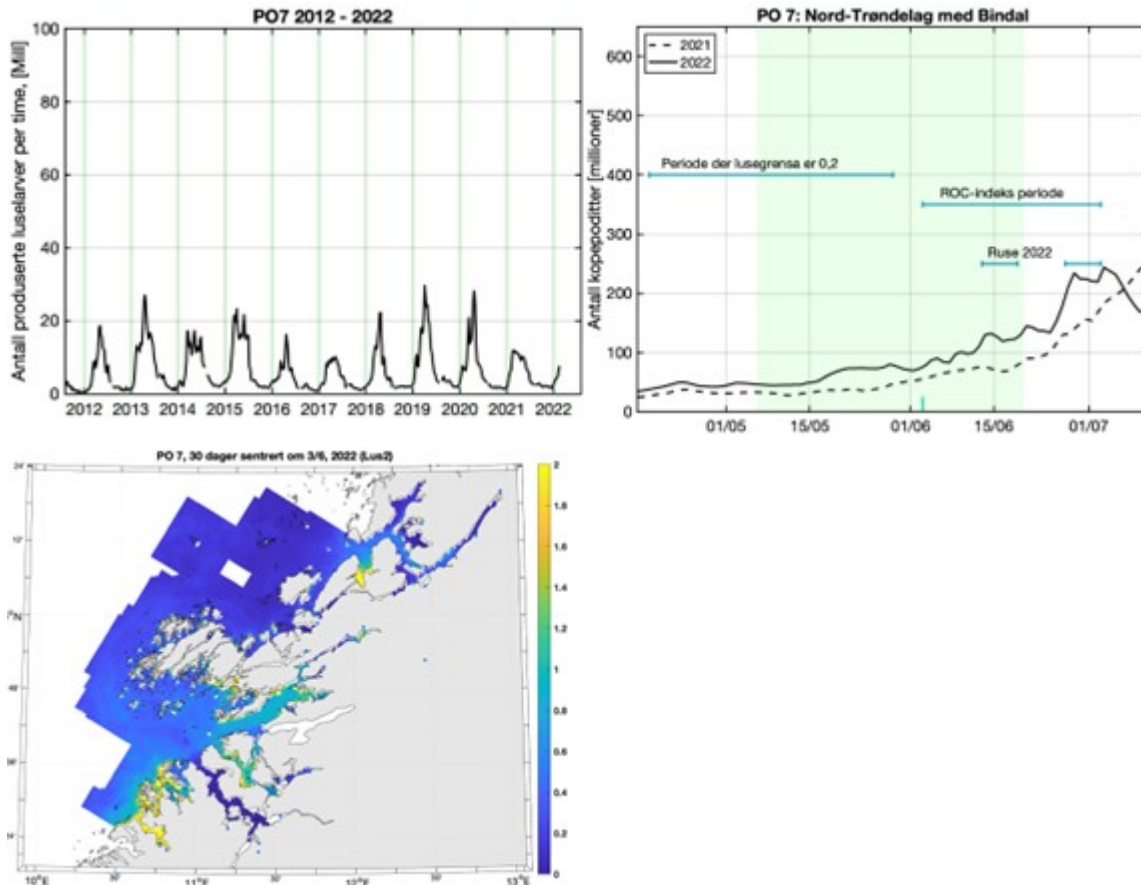 PO7 2012 - 2022
Antall produserte luselarver per time, [Mill]
100
80
60
40
20
0
2012 2013 2014 2015 2016 2017 2018 2019 2020 2021 2022
PO 7: Nord-Trøndelag med Bindal
2021
2022
Antall kopepoditter [millioner]
600
500
400
300
250
200
100
0
Periode der lusegrensa er 0,2
ROC-indeks periode
Ruse 2022
01/05 15/05 01/06 15/06 01/07
PO 7, 30 dager sentrert om 3/6, 2022 (Lus2)
24'
12'
48'
10°E 11°E 12°E 13°E
2
1.8
1.6
1.4
1.2
1
0.8
0.6
0.4
0.2
0